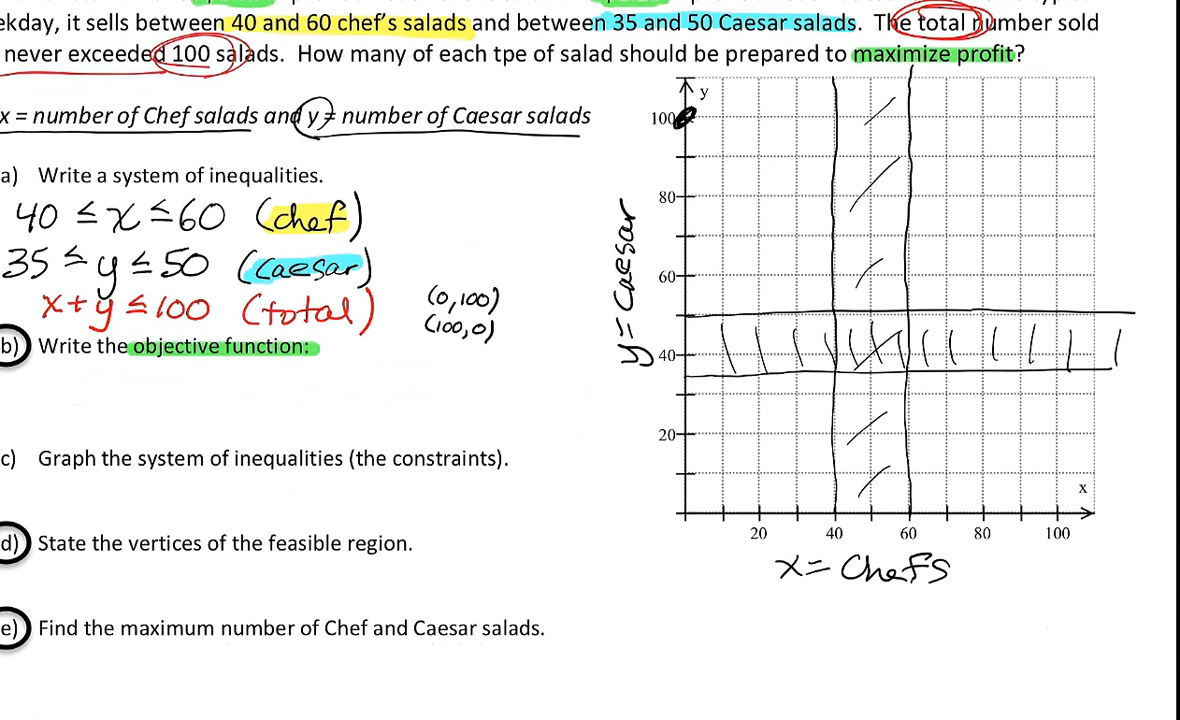 ekday, it sells between 40 and 60 chef's salads and between 35 and 50 Caesar salads. The total number sold
never exceeded 100 salads. How many of each tpe of salad should be prepared to maximize profit?
x = number of Chef salads and y = number of Caesar salads
a) Write a system of inequalities.
40 ≤ x ≤ 60 (chef)
35 ≤ y ≤ 50 (Caesar)
x + y ≤ 100 (total)
(0,100)
(100,0)
b) Write the objective function:
c) Graph the system of inequalities (the constraints).
d) State the vertices of the feasible region.
e) Find the maximum number of Chef and Caesar salads.
y
100
80
60
40
20
y = Caesar
x
20 40 60 80 100
x = Chefs